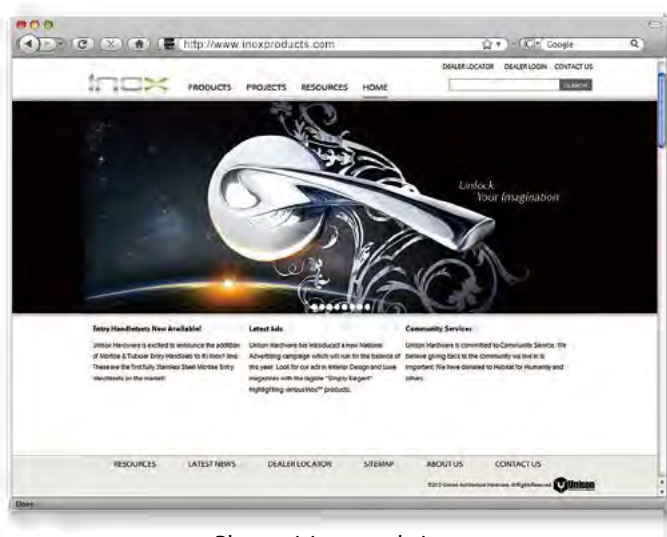 http://www.inoxproducts.com
Google
DEALER LOCATOR DEALER LOGIN CONTACT US
inox PRODUCTS PROJECTS RESOURCES HOME
SEARCH
Unlock
Your Imagination
Entry Handlesets Now Available!
Unison Hardware is excited to announce the addition
of Mortise & Tubular Entry Handlesets to its Inox® line.
These are the first fully Stainless Steel Mortise Entry
Handlesets on the market!
Latest Ads
Unison Hardware has introduced a new National
Advertising campaign which will run for the balance of
this year. Look for our ad in Interior Design and Luxe
magazines with the tagline "Simply Elegant"
highlighting various Inox™ products.
Community Services
Unison Hardware is committed to Community Service. We
believe giving back to the community we live in is
important. We have donated to Habitat for Humanity and
others.
RESOURCES LATEST NEWS DEALER LOCATOR SITEMAP ABOUT US CONTACT US
Unison Architectural Hardware. All Rights Reserved.
Unison
Done